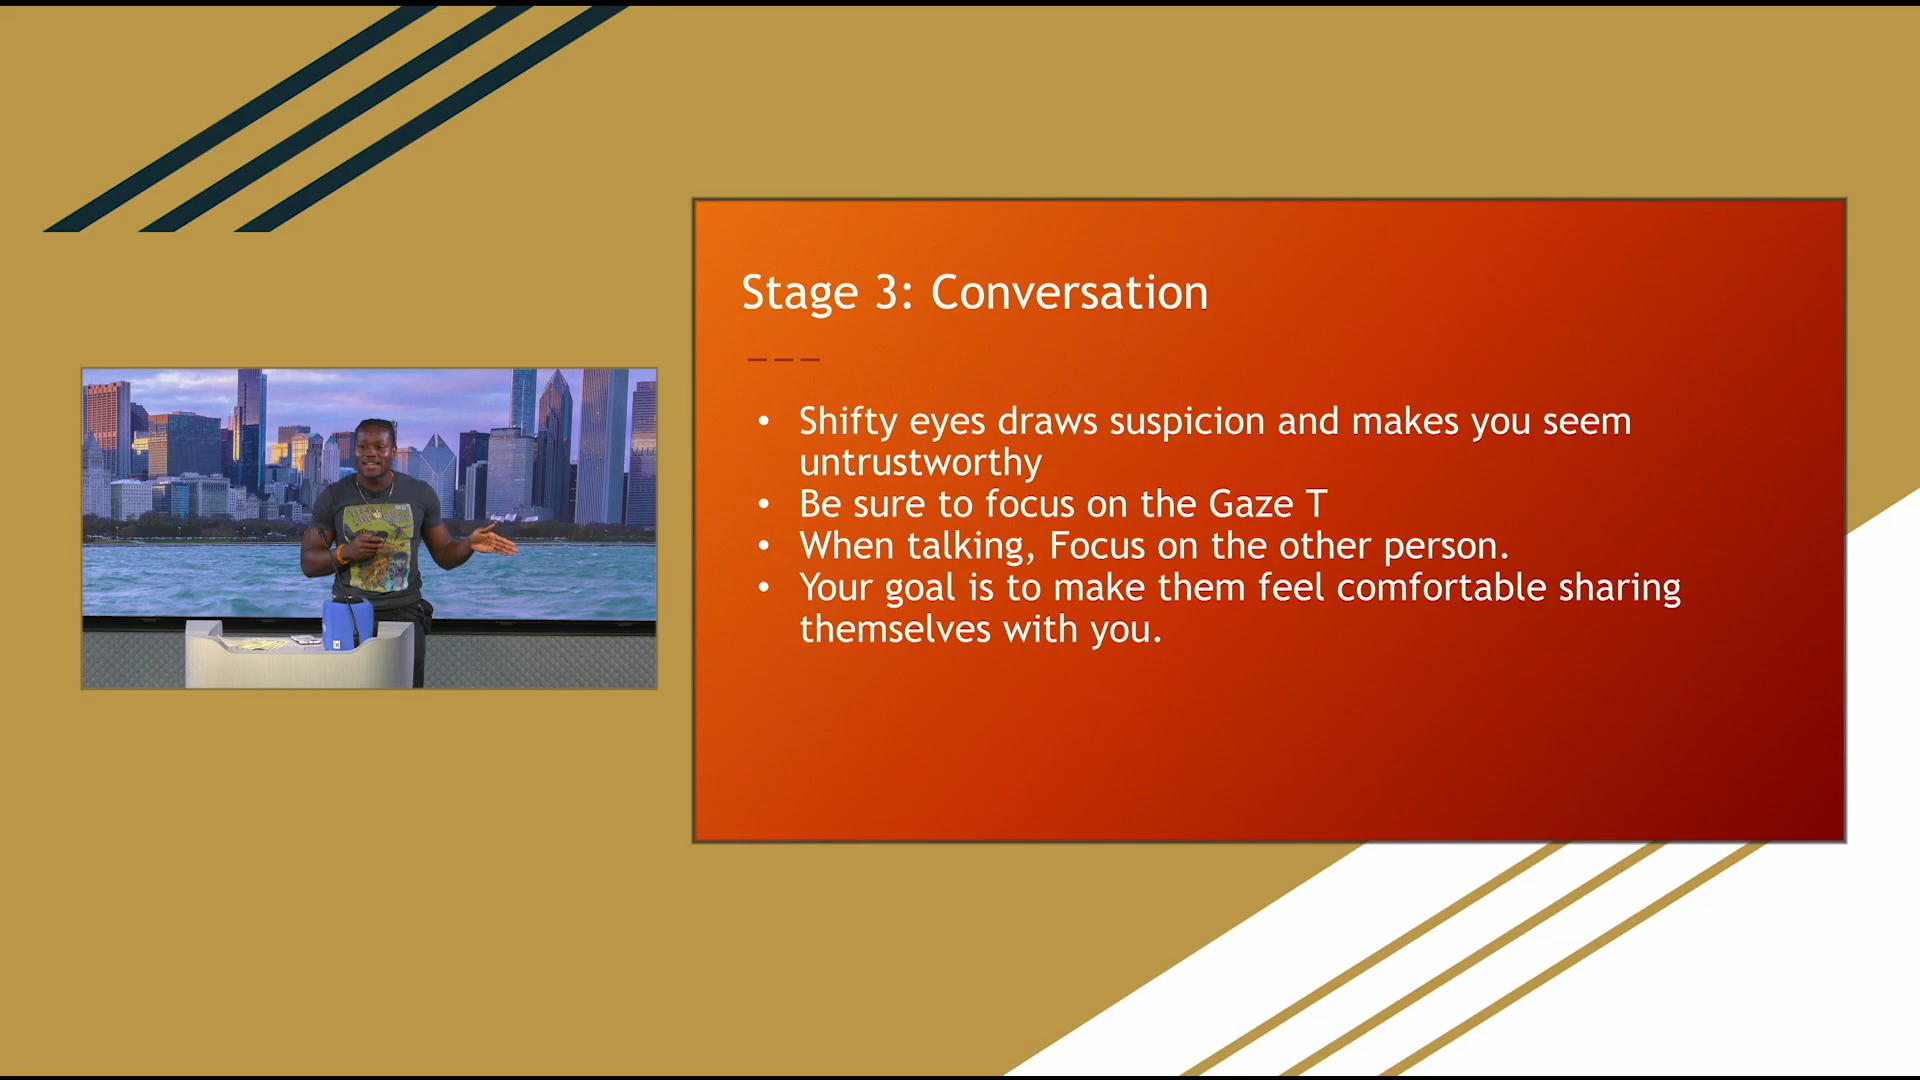 Stage 3: Conversation
• Shifty eyes draws suspicion and makes you seem
untrustworthy
• Be sure to focus on the Gaze T
• When talking, Focus on the other person.
• Your goal is to make them feel comfortable sharing
themselves with you.